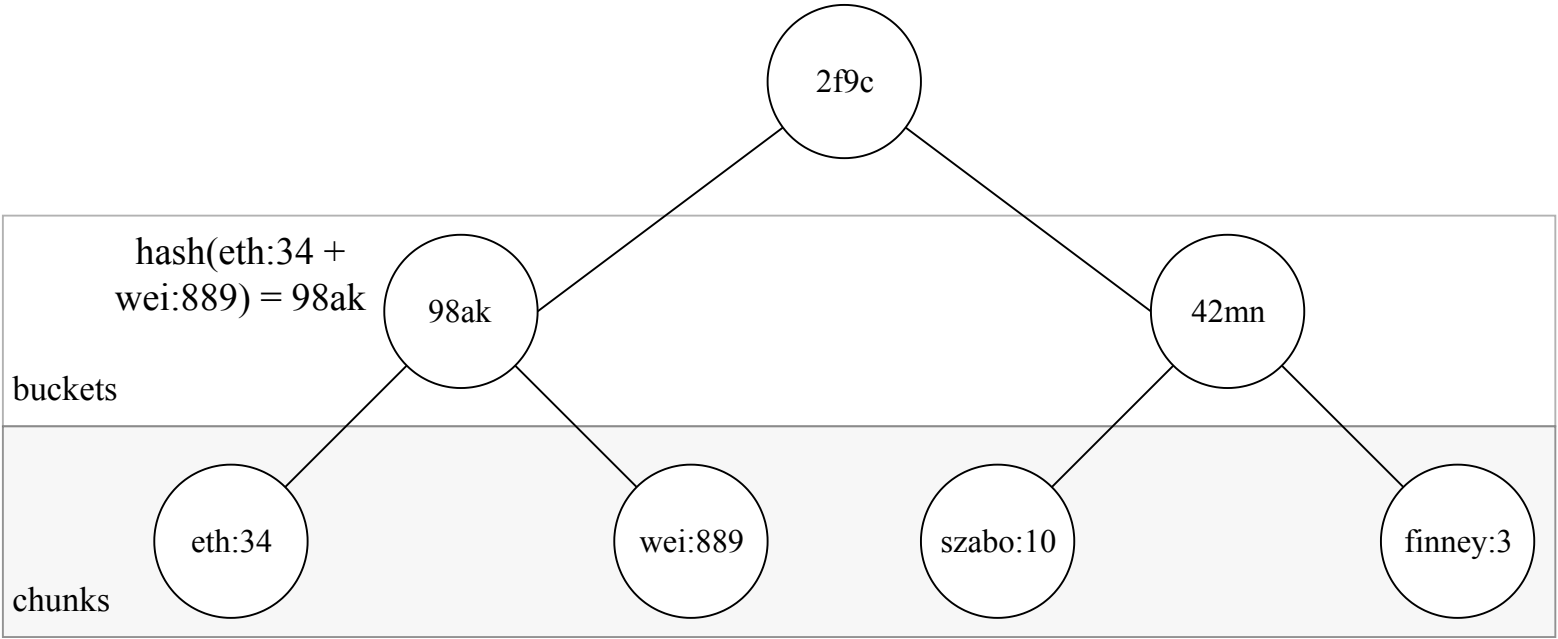 2f9c
hash(eth:34 +
wei:889) = 98ak
98ak
42mn
buckets
eth:34
wei:889
szabo:10
finney:3
chunks